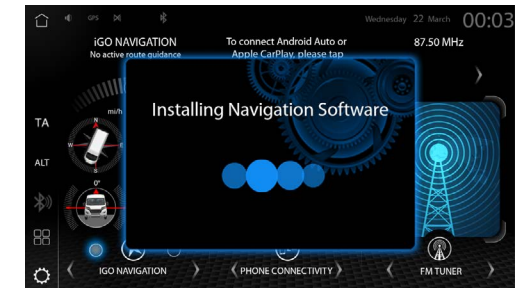 GPS
Wednesday 22 March 00:03
iGO NAVIGATION
No active route guidance
To connect Android Auto or
Apple CarPlay, please tap
87.50 MHz
Installing Navigation Software
mi/h
N
W
S
0°
TA
ALT
iGO NAVIGATION
PHONE CONNECTIVITY
FM TUNER